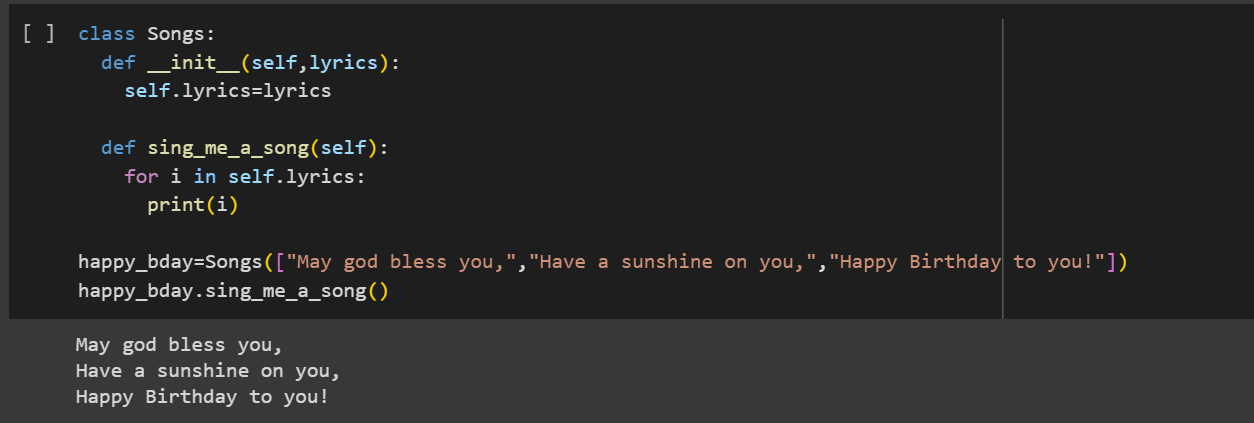 [ ] class Songs:
def __init__(self,lyrics):
self.lyrics=lyrics
def sing_me_a_song(self):
for i in self.lyrics:
print(i)
happy_bday=Songs(["May god bless you,","Have a sunshine on you,","Happy Birthday to you!"])
happy_bday.sing_me_a_song()
May god bless you,
Have a sunshine on you,
Happy Birthday to you!